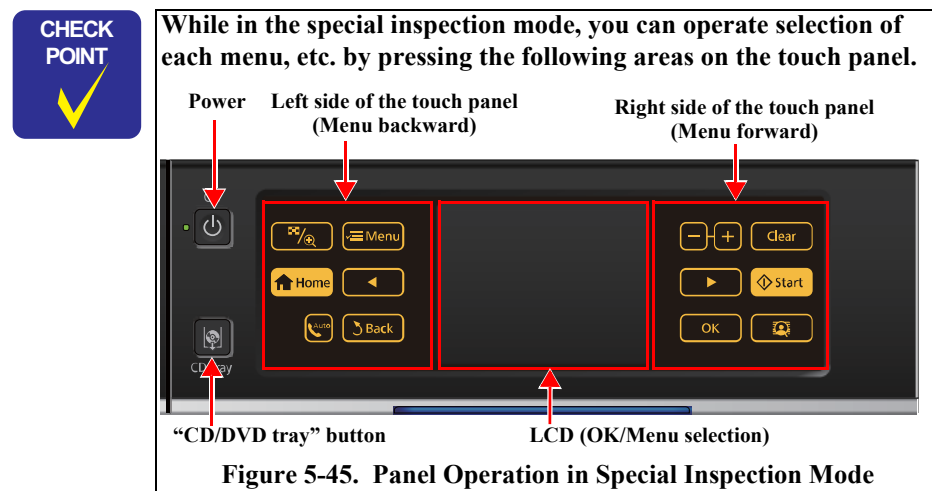 CHECK
POINT
While in the special inspection mode, you can operate selection of
each menu, etc. by pressing the following areas on the touch panel.
Power
Left side of the touch panel
(Menu backward)
Right side of the touch panel
(Menu forward)
Menu
Clear
Home
Start
Auto
Back
OK
“CD/DVD tray” button
LCD (OK/Menu selection)
Figure 5-45. Panel Operation in Special Inspection Mode